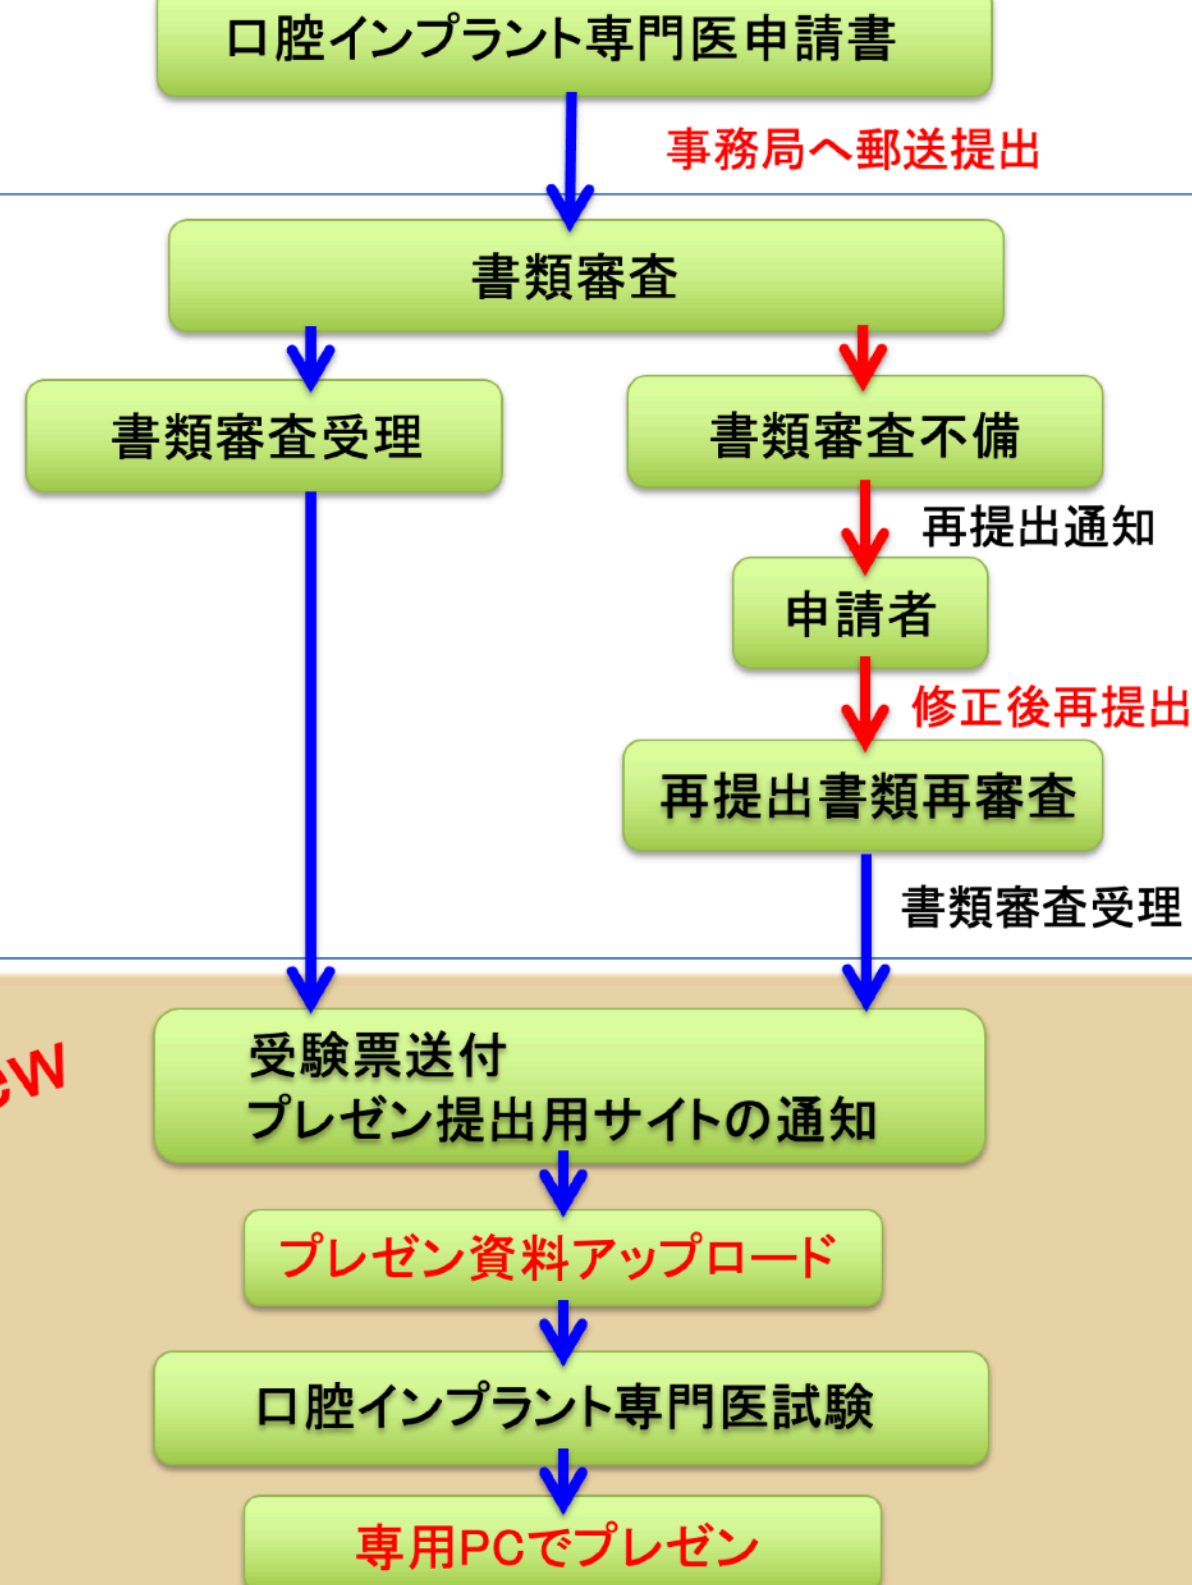 口腔インプラント専門医申請書
事務局へ郵送提出
書類審査
書類審査受理
書類審査不備
再提出通知
申請者
修正後再提出
再提出書類再審査
書類審査受理
受験票送付
プレゼン提出用サイトの通知
プレゼン資料アップロード
口腔インプラント専門医試験
専用PCでプレゼン